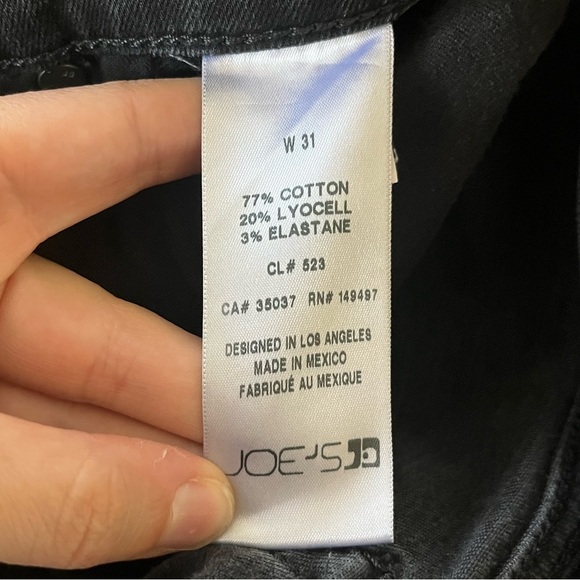 W 31
77% COTTON
20% LYOCELL
3% ELASTANE
CL# 523
CA# 35037 RN# 149497
DESIGNED IN LOS ANGELES
MADE IN MEXICO
FABRIQUÉ AU MEXIQUE
JOE'S